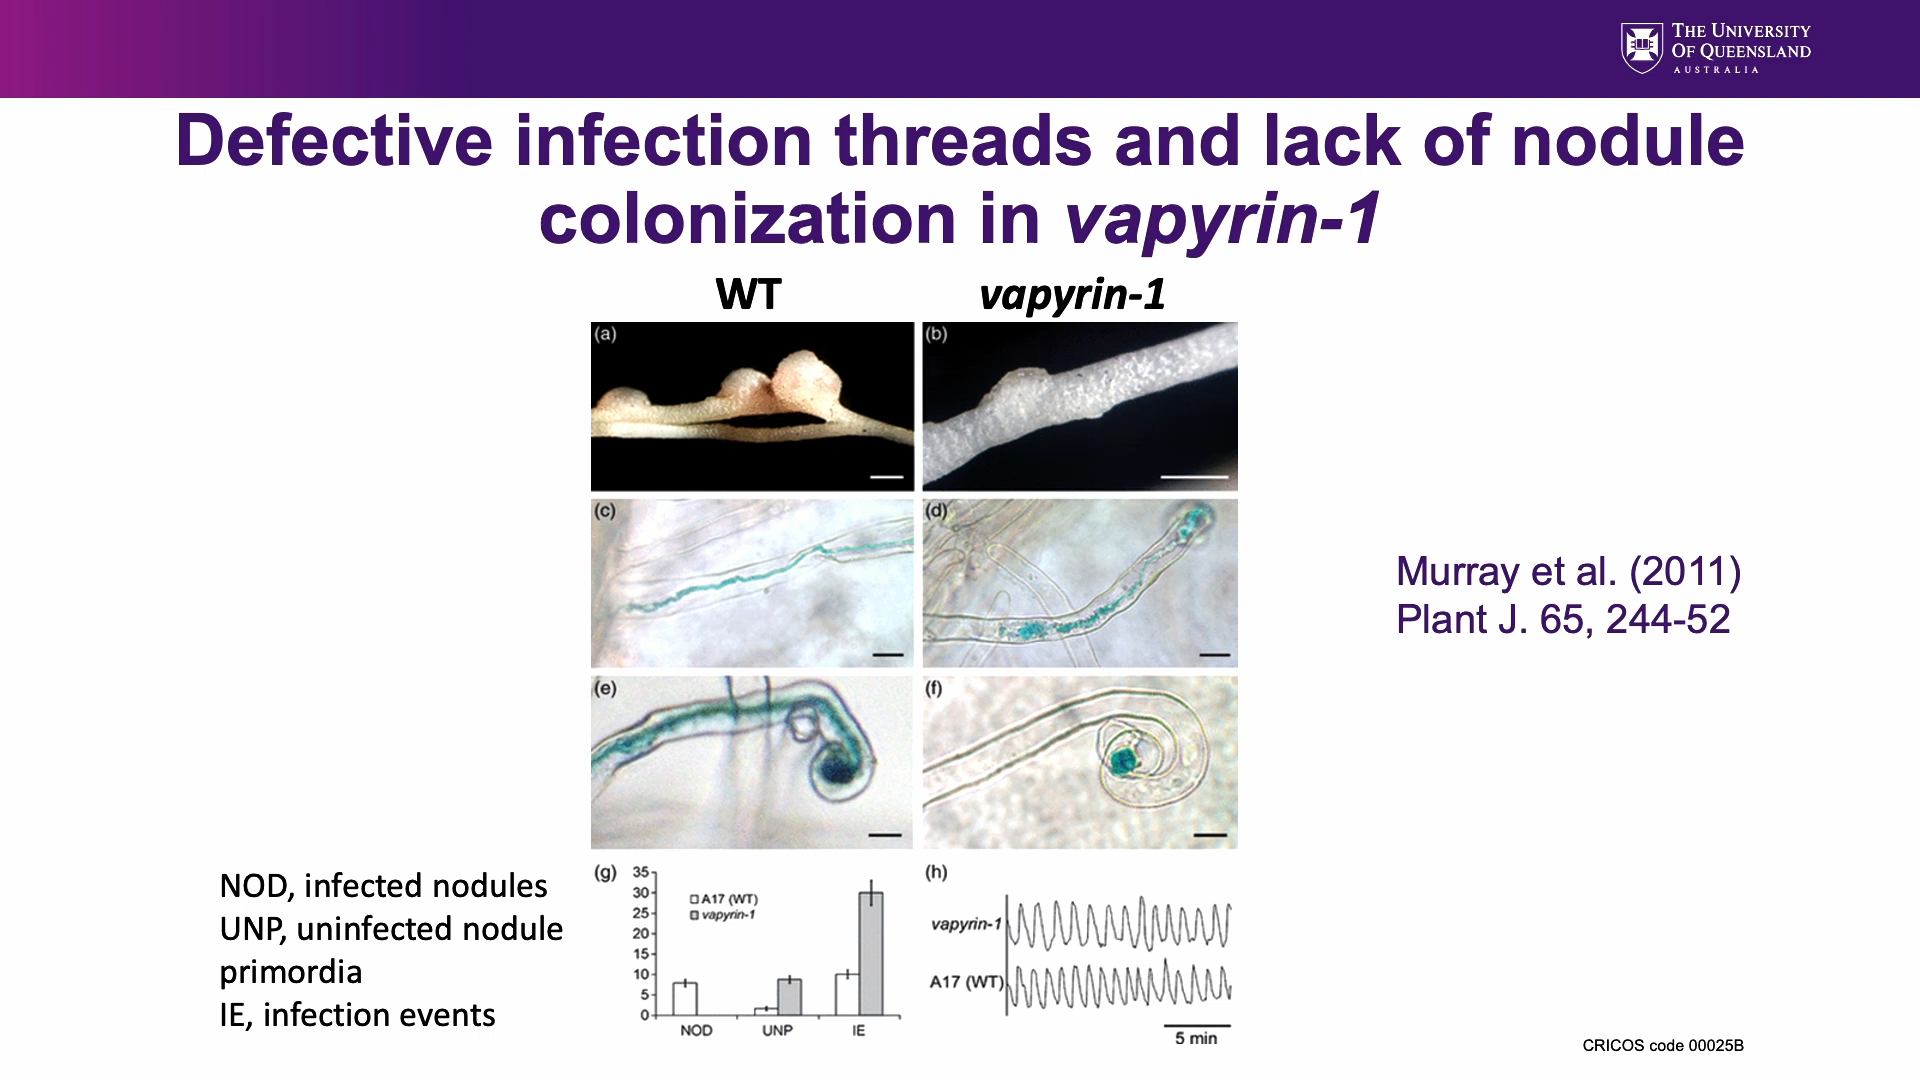 THE UNIVERSITY
OF QUEENSLAND
AUSTRALIA
Defective infection threads and lack of nodule
colonization in vapyrin-1
WT
vapyrin-1
(a)
(b)
(c)
(d)
(e)
(f)
Murray et al. (2011)
Plant J. 65, 244-52
NOD, infected nodules
UNP, uninfected nodule
primordia
IE, infection events
(g)
35
30
25
20
15
10
5
0
A17 (WT)
vapyrin-1
NOD
UNP
IE
(h)
vapyrin-1
A17 (WT)
5 min
CRICOS code 00025B